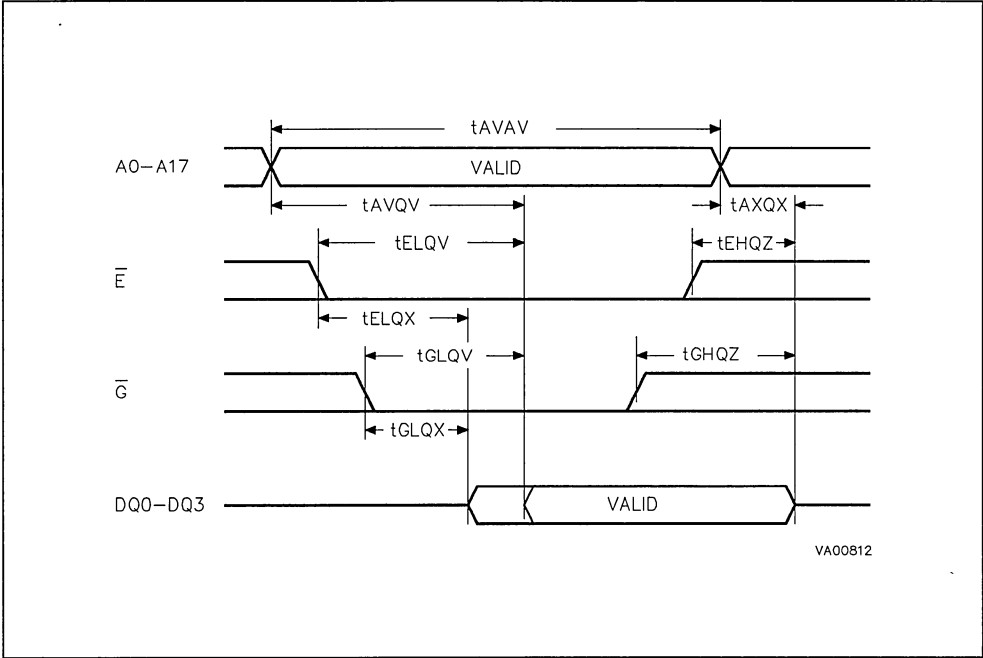 tAVAV
A0-A17
VALID
tAVQV
tAXQX
tELQV
tEHQZ
E̅
tELQX
tGLQV
tGHQZ
G̅
tGLQX
DQ0-DQ3
VALID
VA00812